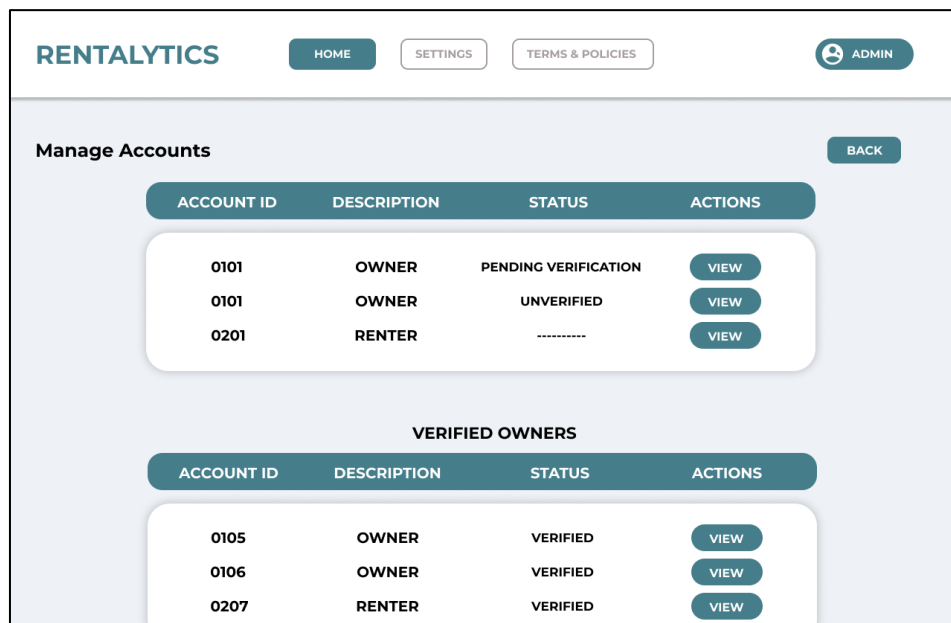 RENTALYTICS HOME SETTINGS TERMS & POLICIES ADMIN
Manage Accounts BACK
ACCOUNT ID DESCRIPTION STATUS ACTIONS
0101 OWNER PENDING VERIFICATION VIEW
0101 OWNER UNVERIFIED VIEW
0201 RENTER ---------- VIEW
VERIFIED OWNERS
ACCOUNT ID DESCRIPTION STATUS ACTIONS
0105 OWNER VERIFIED VIEW
0106 OWNER VERIFIED VIEW
0207 RENTER VERIFIED VIEW